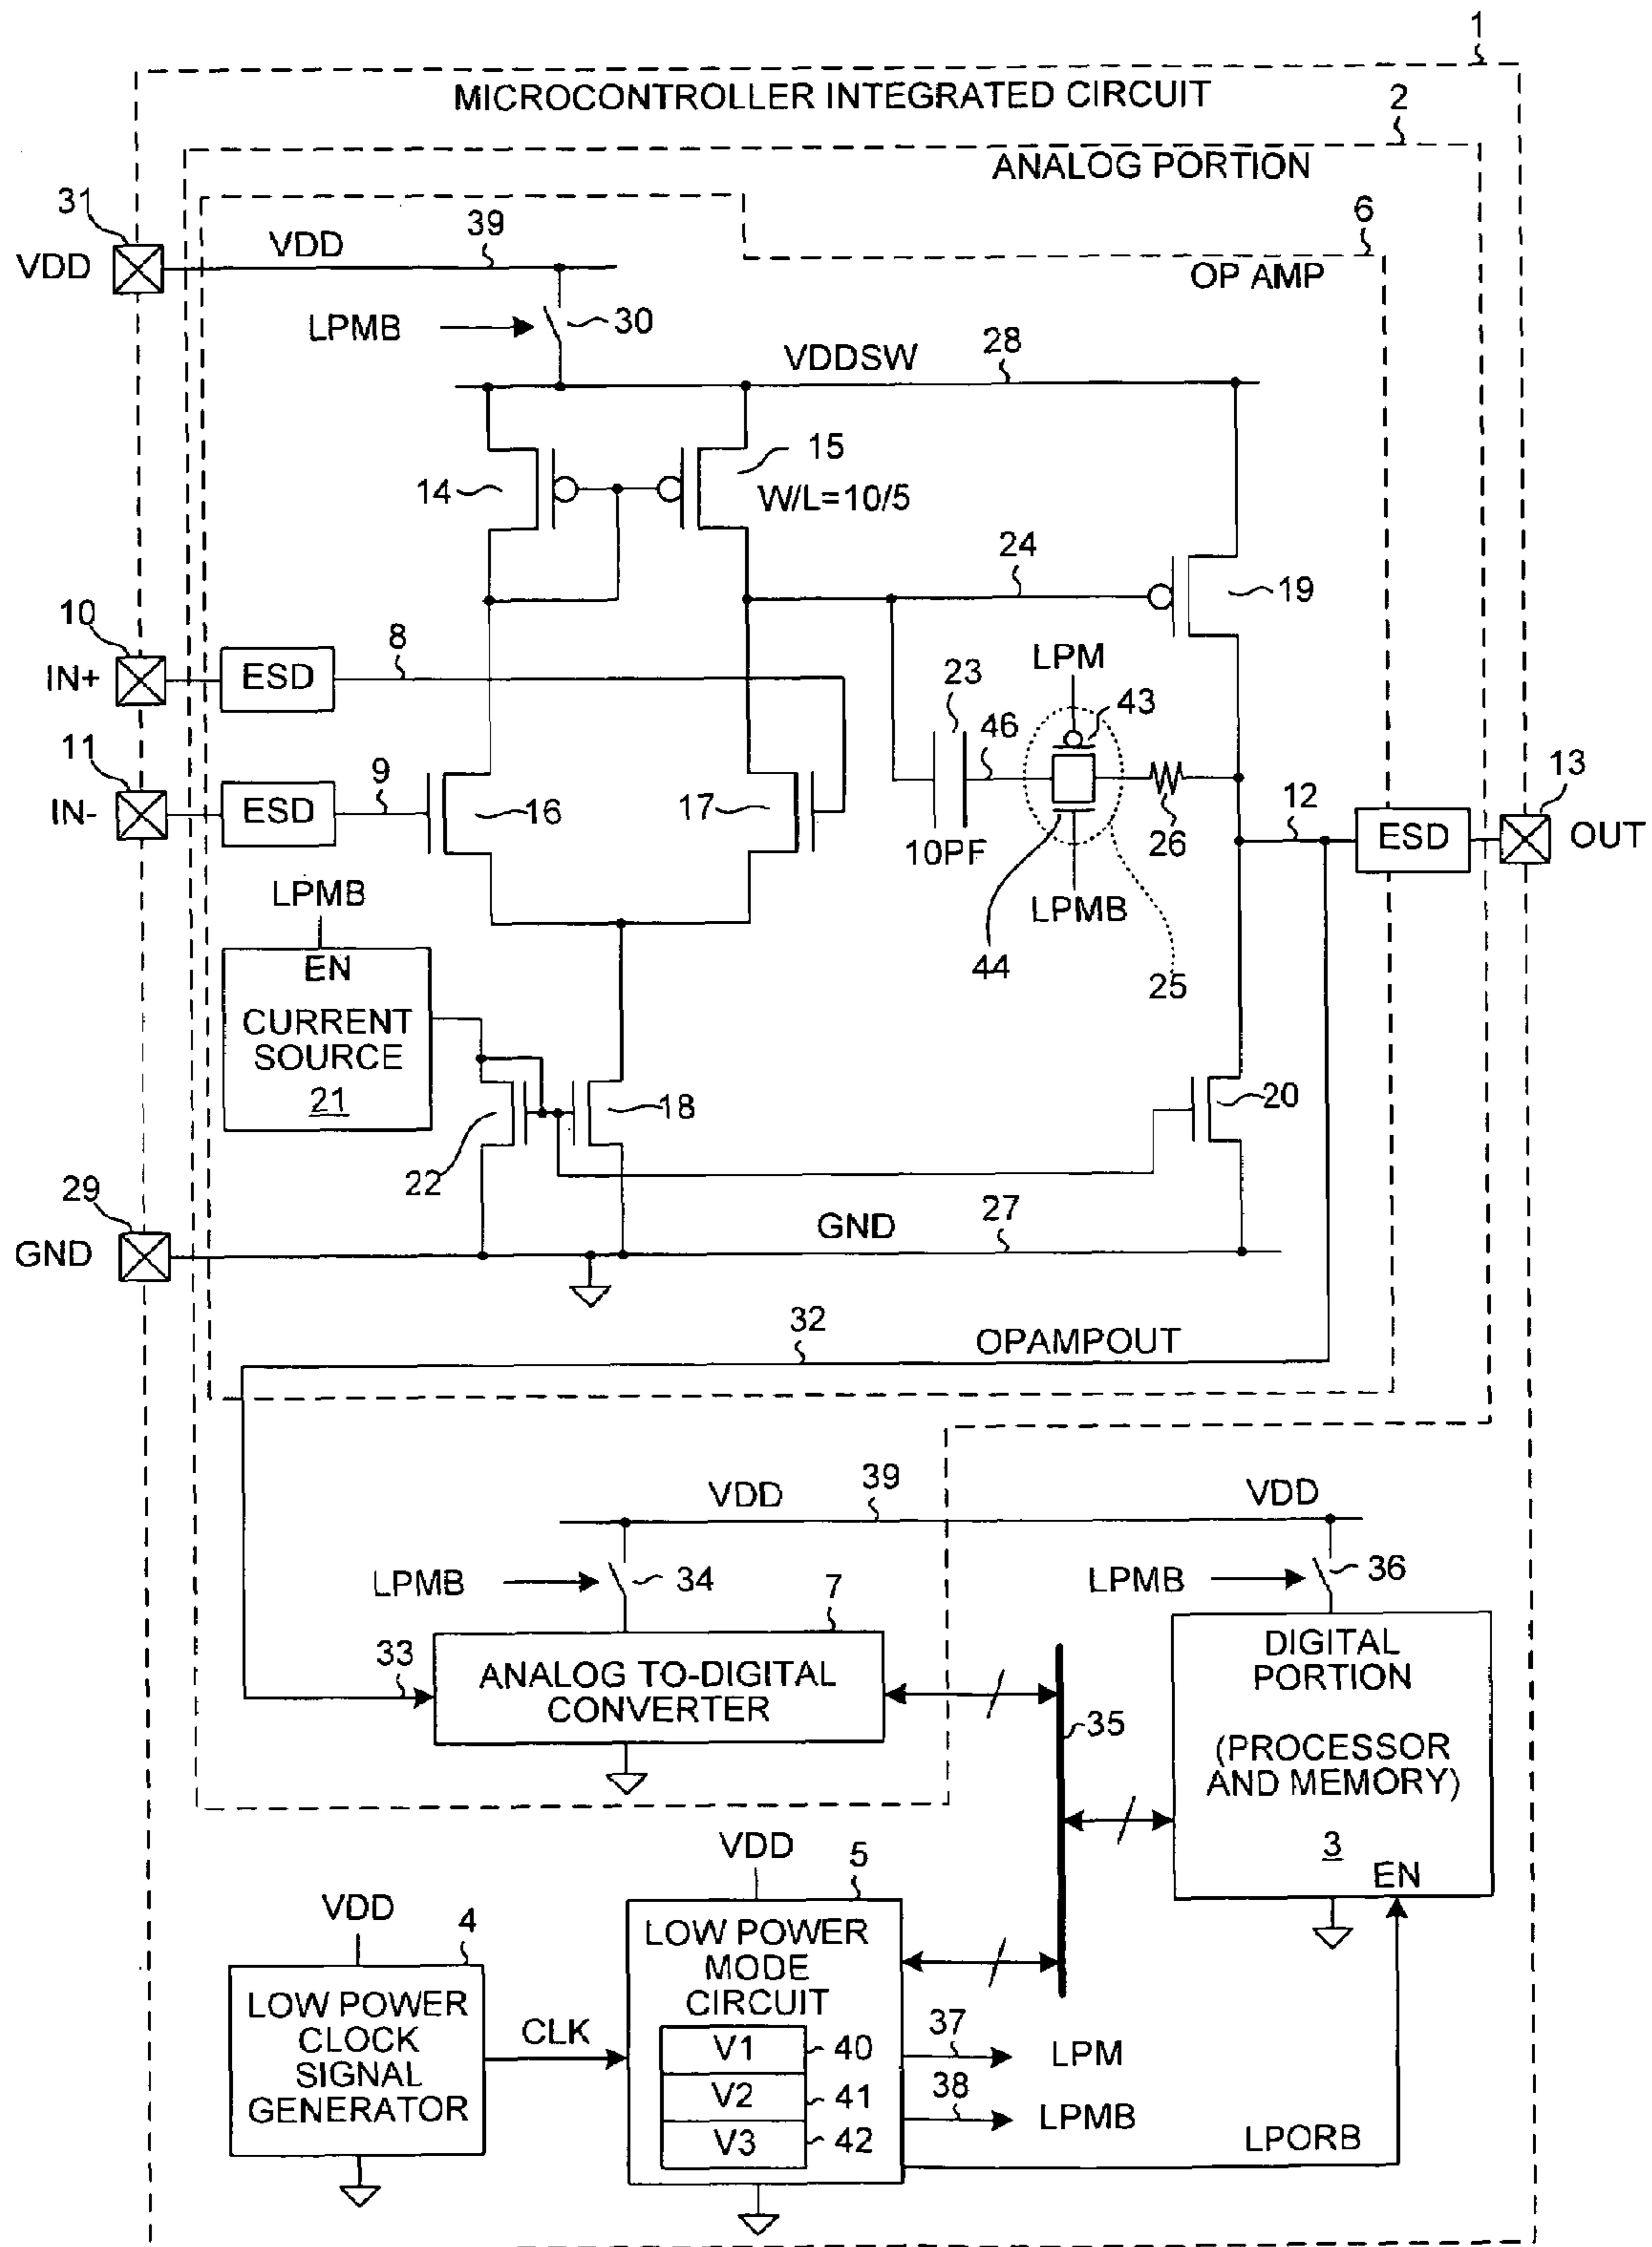 1
MICROCONTROLLER INTEGRATED CIRCUIT
2
ANALOG PORTION
31
39
6
VDD
VDD
OP AMP
LPMB
30
VDDSW
28
14
15
W/L=10/5
24
19
10
IN+
ESD
8
LPM
23
46
43
11
IN-
ESD
9
16
17
12
13
ESD
OUT
10PF
26
LPMB
LPMB
44
25
EN
CURRENT
SOURCE
21
18
20
22
29
GND
GND
27
32
OPAMPOUT
39
VDD
VDD
LPMB
34
LPMB
36
7
33
ANALOG TO-DIGITAL
CONVERTER
35
DIGITAL
PORTION
(PROCESSOR
AND MEMORY)
3
EN
VDD
5
VDD
4
LOW POWER
MODE
CIRCUIT
LOW POWER
CLOCK
SIGNAL
GENERATOR
CLK
V1
40
V2
41
V3
42
37
LPM
38
LPMB
LPORB